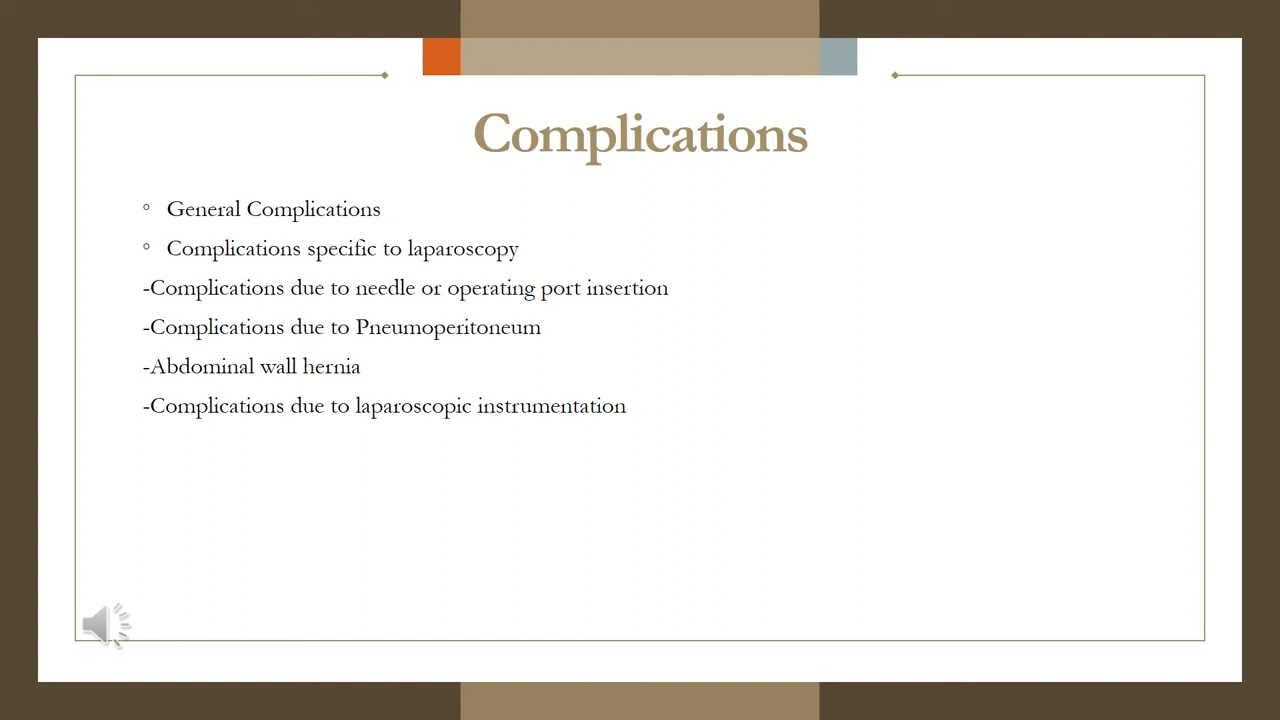 Complications
◦ General Complications
◦ Complications specific to laparoscopy
-Complications due to needle or operating port insertion
-Complications due to Pneumoperitoneum
-Abdominal wall hernia
-Complications due to laparoscopic instrumentation